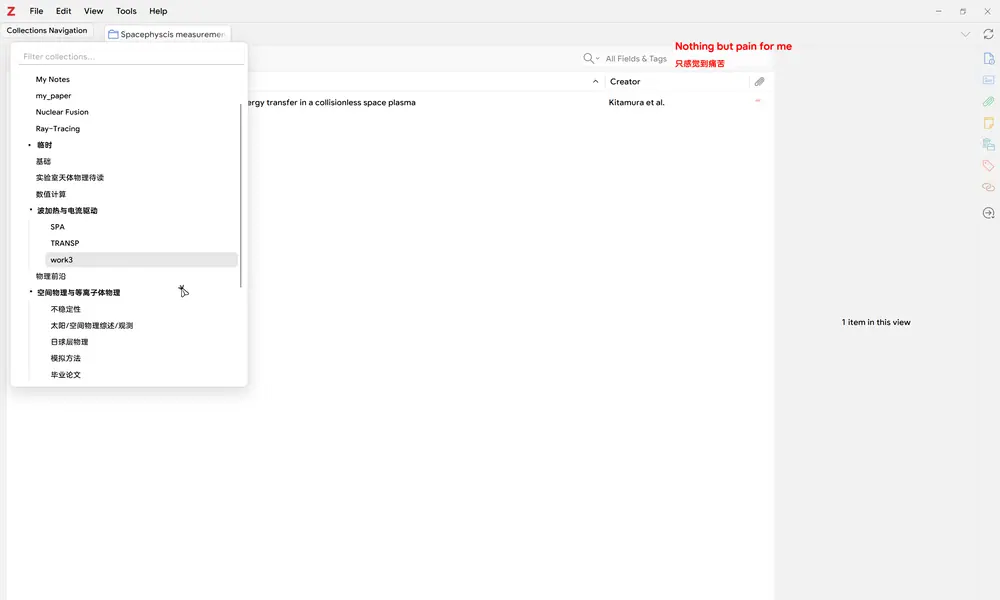 Z File Edit View Tools Help
Collections Navigation
Spacephyscis measuremen
Filter collections...
All Fields & Tags
Nothing but pain for me
只感觉到痛苦
Creator
ergy transfer in a collisionless space plasma
Kitamura et al.
My Notes
my_paper
Nuclear Fusion
Ray-Tracing
临时
基础
实验室天体物理待读
数值计算
波加热与电流驱动
SPA
TRANSP
work3
物理前沿
空间物理与等离子体物理
不稳定性
太阳/空间物理综述/观测
日球层物理
模拟方法
毕业论文
1 item in this view